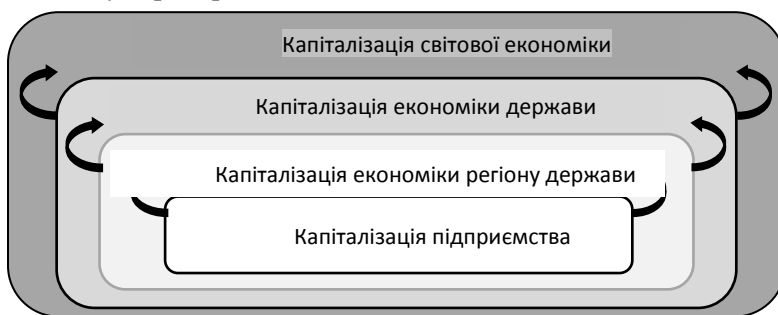 Капіталізація світової економіки
Капіталізація економіки держави
Капіталізація економіки регіону держави
Капіталізація підприємства